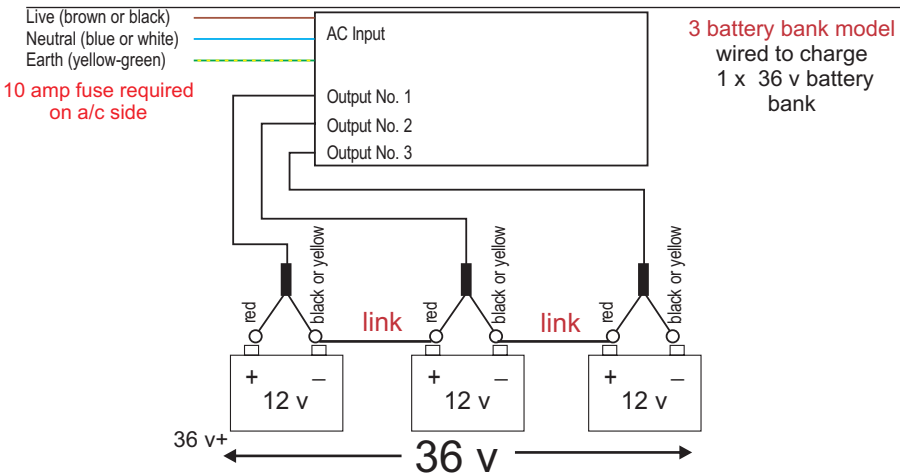 Live (brown or black)
Neutral (blue or white)
Earth (yellow-green)
10 amp fuse required
on a/c side
AC Input
Output No. 1
Output No. 2
Output No. 3
3 battery bank model
wired to charge
1 x 36 v battery
bank
red
black or yellow
link
red
black or yellow
link
red
black or yellow
+ –
12 v
+ –
12 v
+ –
12 v
36 v+
36 v